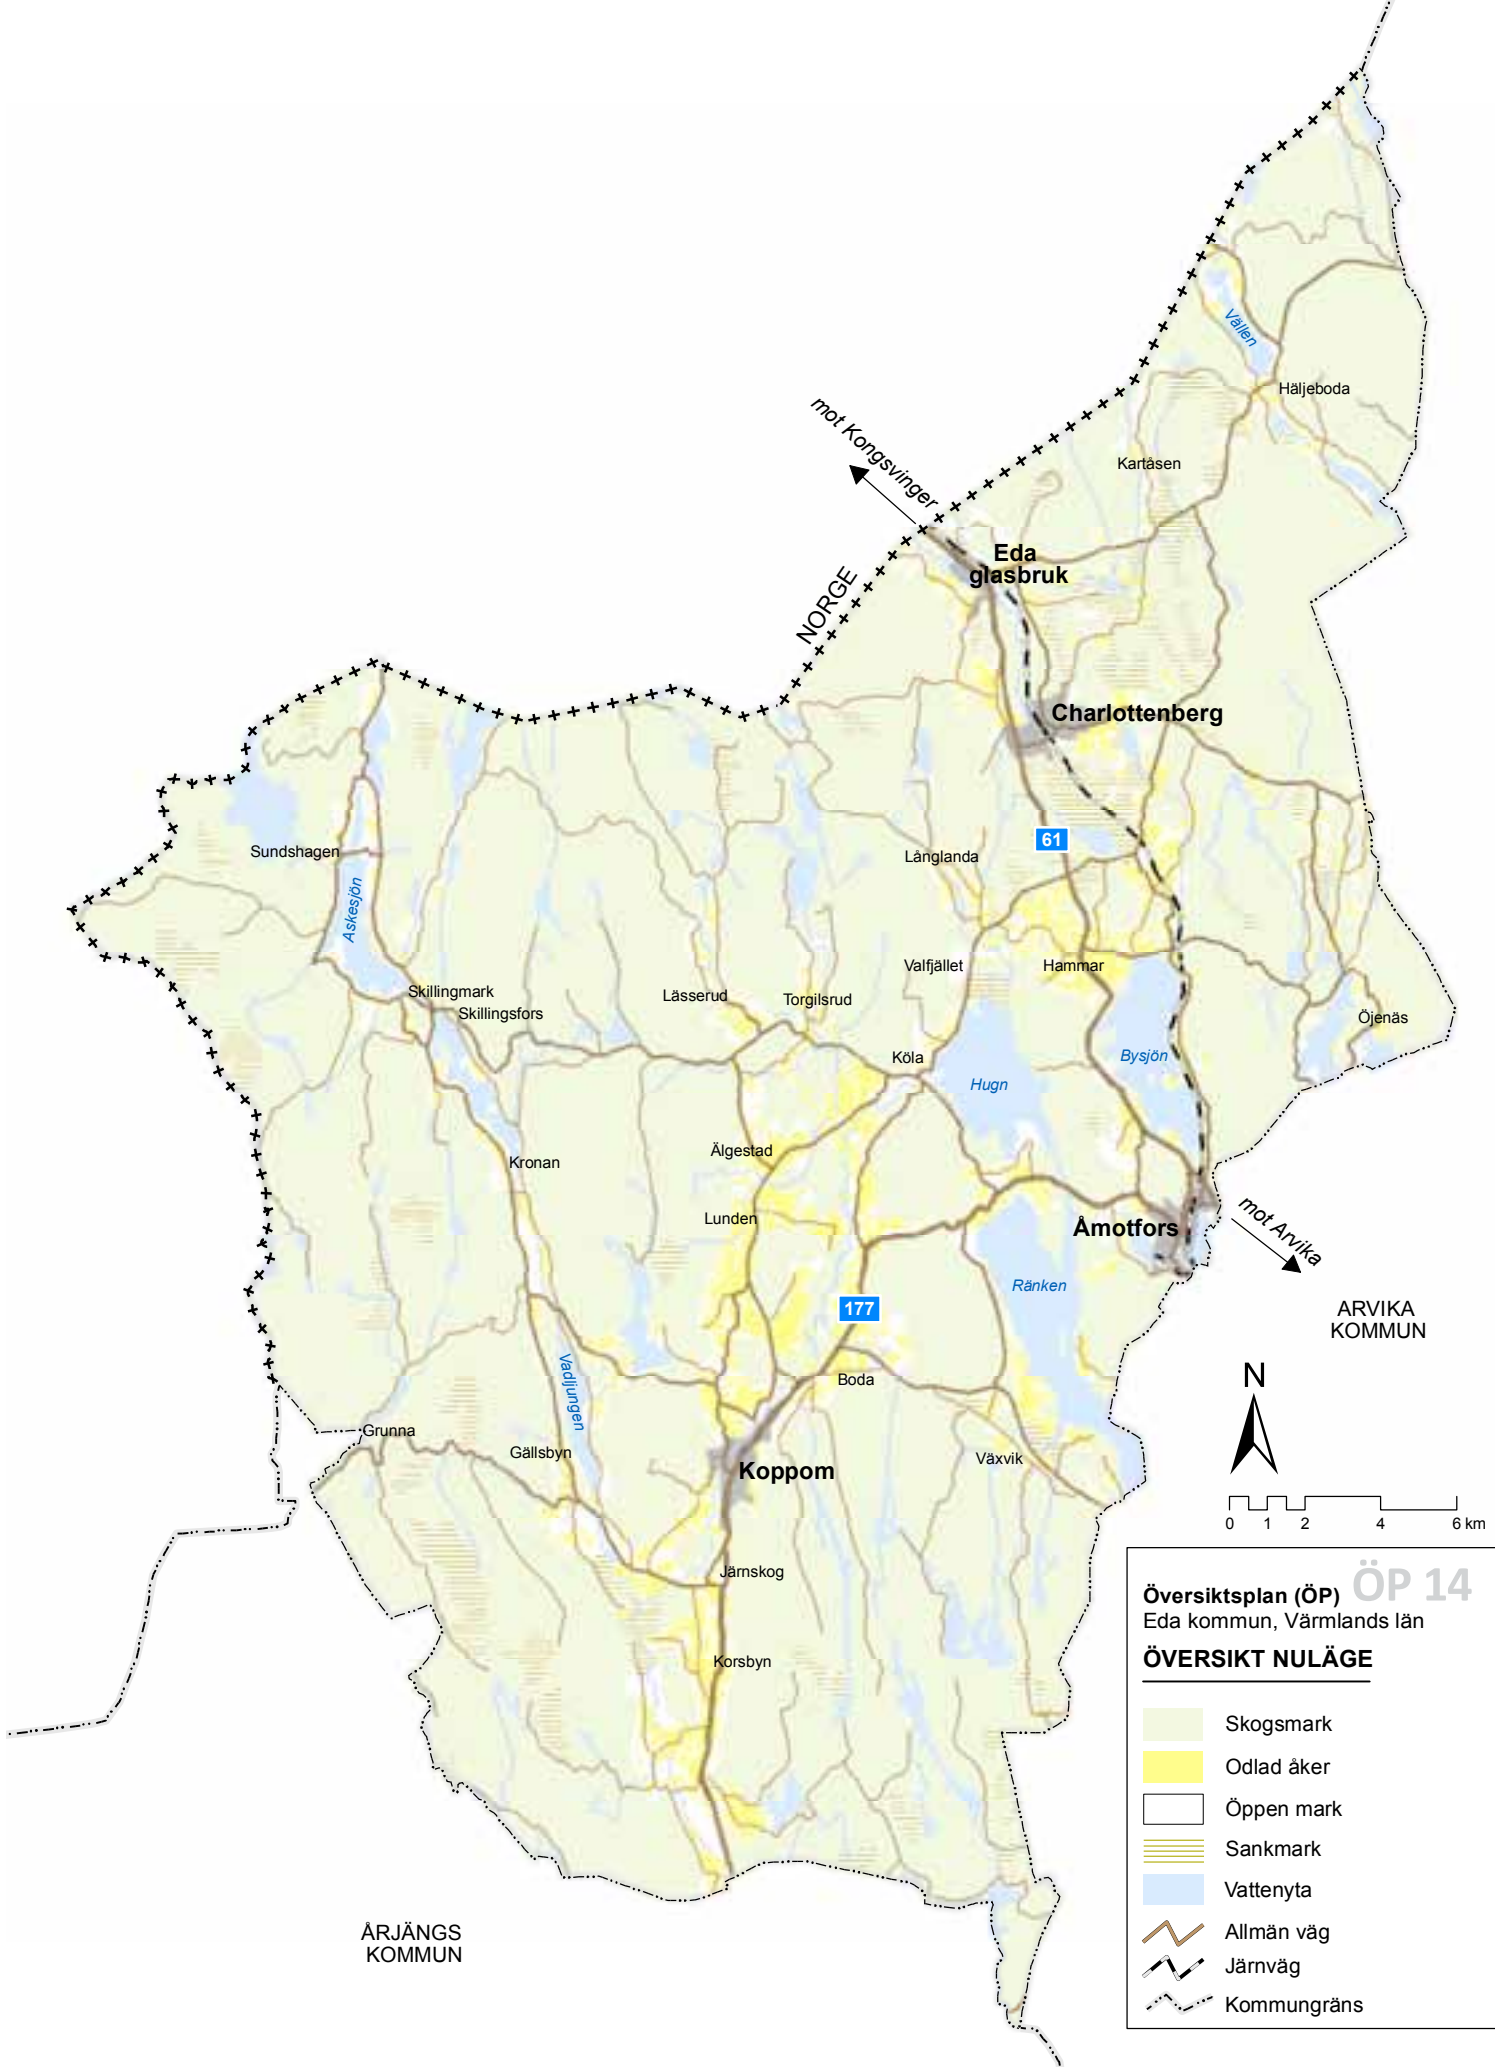 Vällen
Häljeboda
mot Kongsvinger
Kartåsen
Eda
glasbruk
NORGE
Charlottenberg
61
Sundshagen
Långlanda
Askesjön
Valfjället
Hammar
Skillingmark
Skillingsfors
Lässerud
Torgilsrud
Öjenäs
Köla
Bysjön
Hugn
Älgestad
Kronan
Lunden
Åmotfors
mot Arvika
Ränken
177
ARVIKA
KOMMUN
Vadljungen
Boda
N
Grunna
Gällsbyn
Växvik
Koppom
0 1 2 4 6 km
Järnskog
ÖP 14
Översiktsplan (ÖP)
Eda kommun, Värmlands län
ÖVERSIKT NULÄGE
Korsbyn
Skogsmark
Odlad åker
Öppen mark
Sankmark
Vattenyta
Allmän väg
Järnväg
Kommungräns
ÅRJÄNGS
KOMMUN